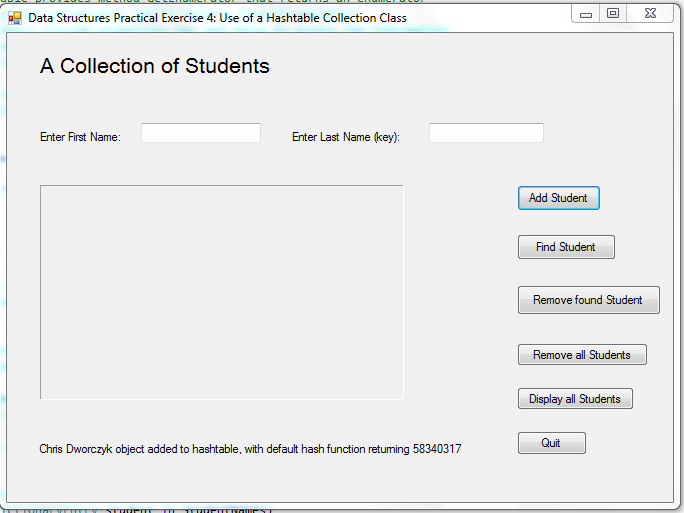 Data Structures Practical Exercise 4: Use of a Hashtable Collection Class
A Collection of Students
Enter First Name:
Enter Last Name (key):
Add Student
Find Student
Remove found Student
Remove all Students
Display all Students
Chris Dworczyk object added to hashtable, with default hash function returning 58340317
Quit